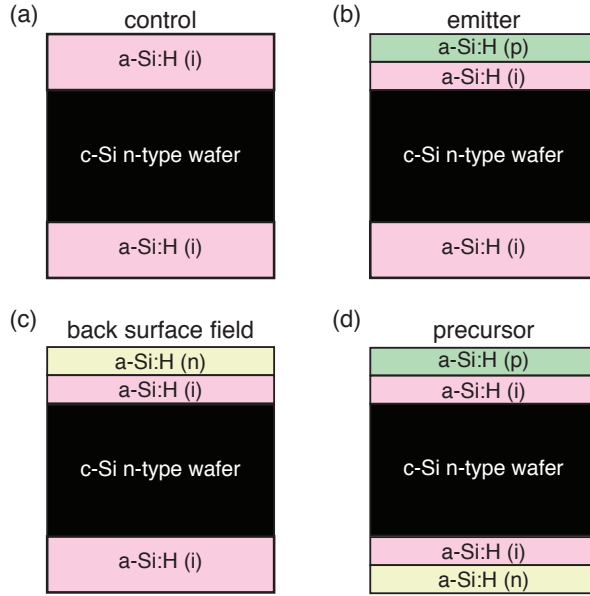 (a)
control
a-Si:H (i)
c-Si n-type wafer
a-Si:H (i)
(b)
emitter
a-Si:H (p)
a-Si:H (i)
c-Si n-type wafer
a-Si:H (i)
(c)
back surface field
a-Si:H (n)
a-Si:H (i)
c-Si n-type wafer
a-Si:H (i)
(d)
precursor
a-Si:H (p)
a-Si:H (i)
c-Si n-type wafer
a-Si:H (i)
a-Si:H (n)